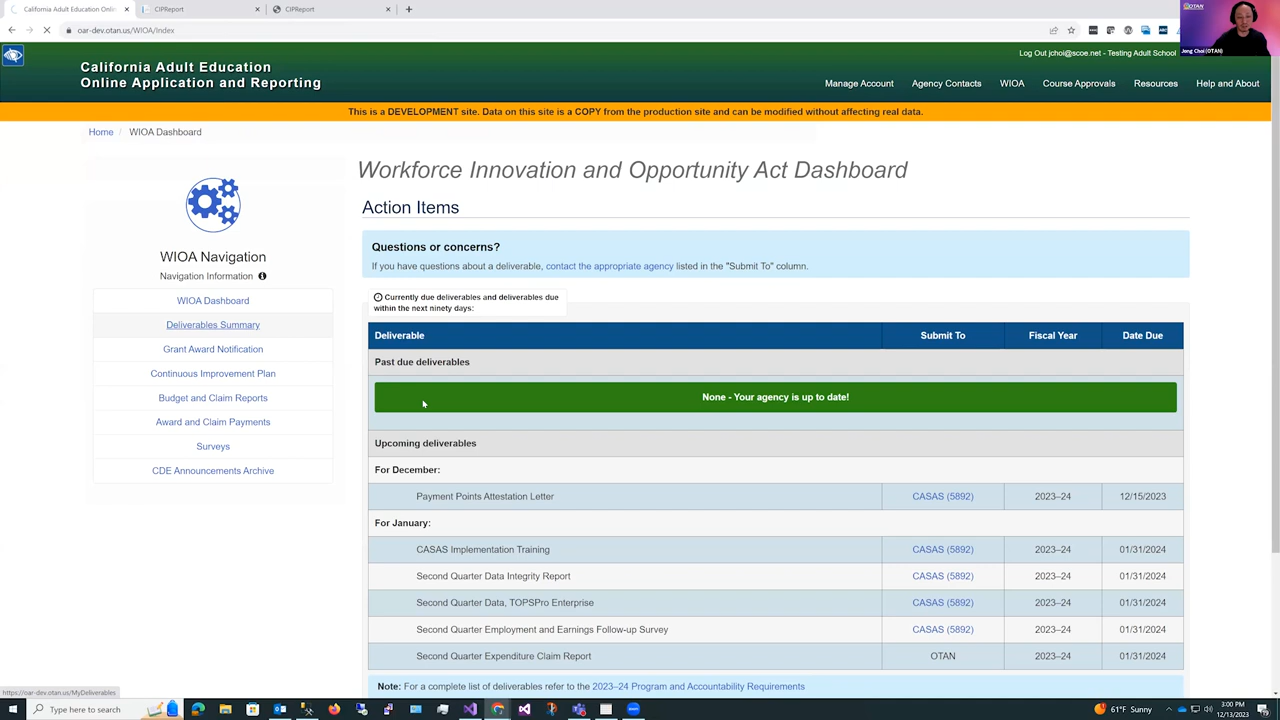 California Adult Education Onlin
CIPReport
CIPReport
oar-dev.otan.us/WIOA/Index
OTAN
Jong Choi(OTAN)
California Adult Education
Online Application and Reporting
Log Out jchoi@scoe.net - Testing Adult School
Manage Account
Agency Contacts
WIOA
Course Approvals
Resources
Help and About
This is a DEVELOPMENT site. Data on this site is a COPY from the production site and can be modified without affecting real data.
Home / WIOA Dashboard
WIOA Navigation
Navigation Information
WIOA Dashboard
Deliverables Summary
Grant Award Notification
Continuous Improvement Plan
Budget and Claim Reports
Award and Claim Payments
Surveys
CDE Announcements Archive
Workforce Innovation and Opportunity Act Dashboard
Action Items
Questions or concerns?
If you have questions about a deliverable, contact the appropriate agency listed in the "Submit To" column.
Currently due deliverables and deliverables due
within the next ninety days:
Deliverable Submit To Fiscal Year Date Due
Past due deliverables
None - Your agency is up to date!
Upcoming deliverables
For December:
Payment Points Attestation Letter CASAS (5892) 2023–24 12/15/2023
For January:
CASAS Implementation Training CASAS (5892) 2023–24 01/31/2024
Second Quarter Data Integrity Report CASAS (5892) 2023–24 01/31/2024
Second Quarter Data, TOPSPro Enterprise CASAS (5892) 2023–24 01/31/2024
Second Quarter Employment and Earnings Follow-up Survey CASAS (5892) 2023–24 01/31/2024
Second Quarter Expenditure Claim Report OTAN 2023–24 01/31/2024
Note: For a complete list of deliverables refer to the 2023–24 Program and Accountability Requirements
https://oar-dev.otan.us/MyDeliverables
Type here to search
61°F Sunny
3:00 PM
12/13/2023